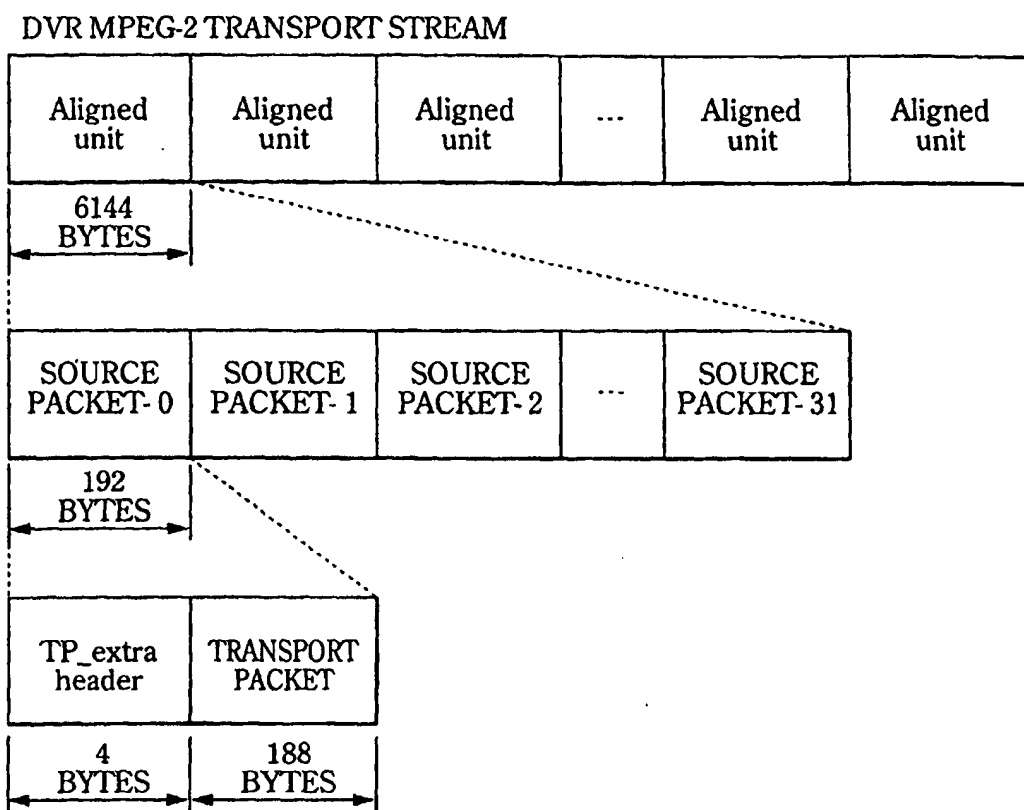 DVR MPEG-2 TRANSPORT STREAM
Aligned unit
Aligned unit
Aligned unit
...
Aligned unit
Aligned unit
6144
BYTES
SOURCE
PACKET-0
SOURCE
PACKET-1
SOURCE
PACKET-2
...
SOURCE
PACKET-31
192
BYTES
TP_extra
header
TRANSPORT
PACKET
4
BYTES
188
BYTES